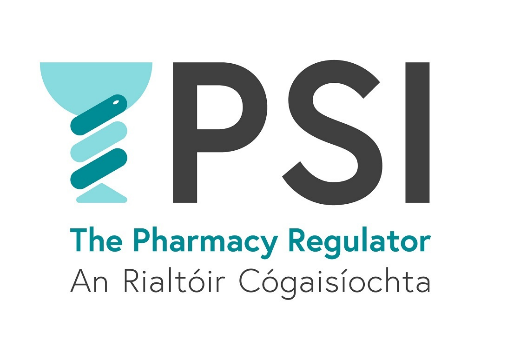 PSI
The Pharmacy Regulator
An Rialtóir Cógaisíochta